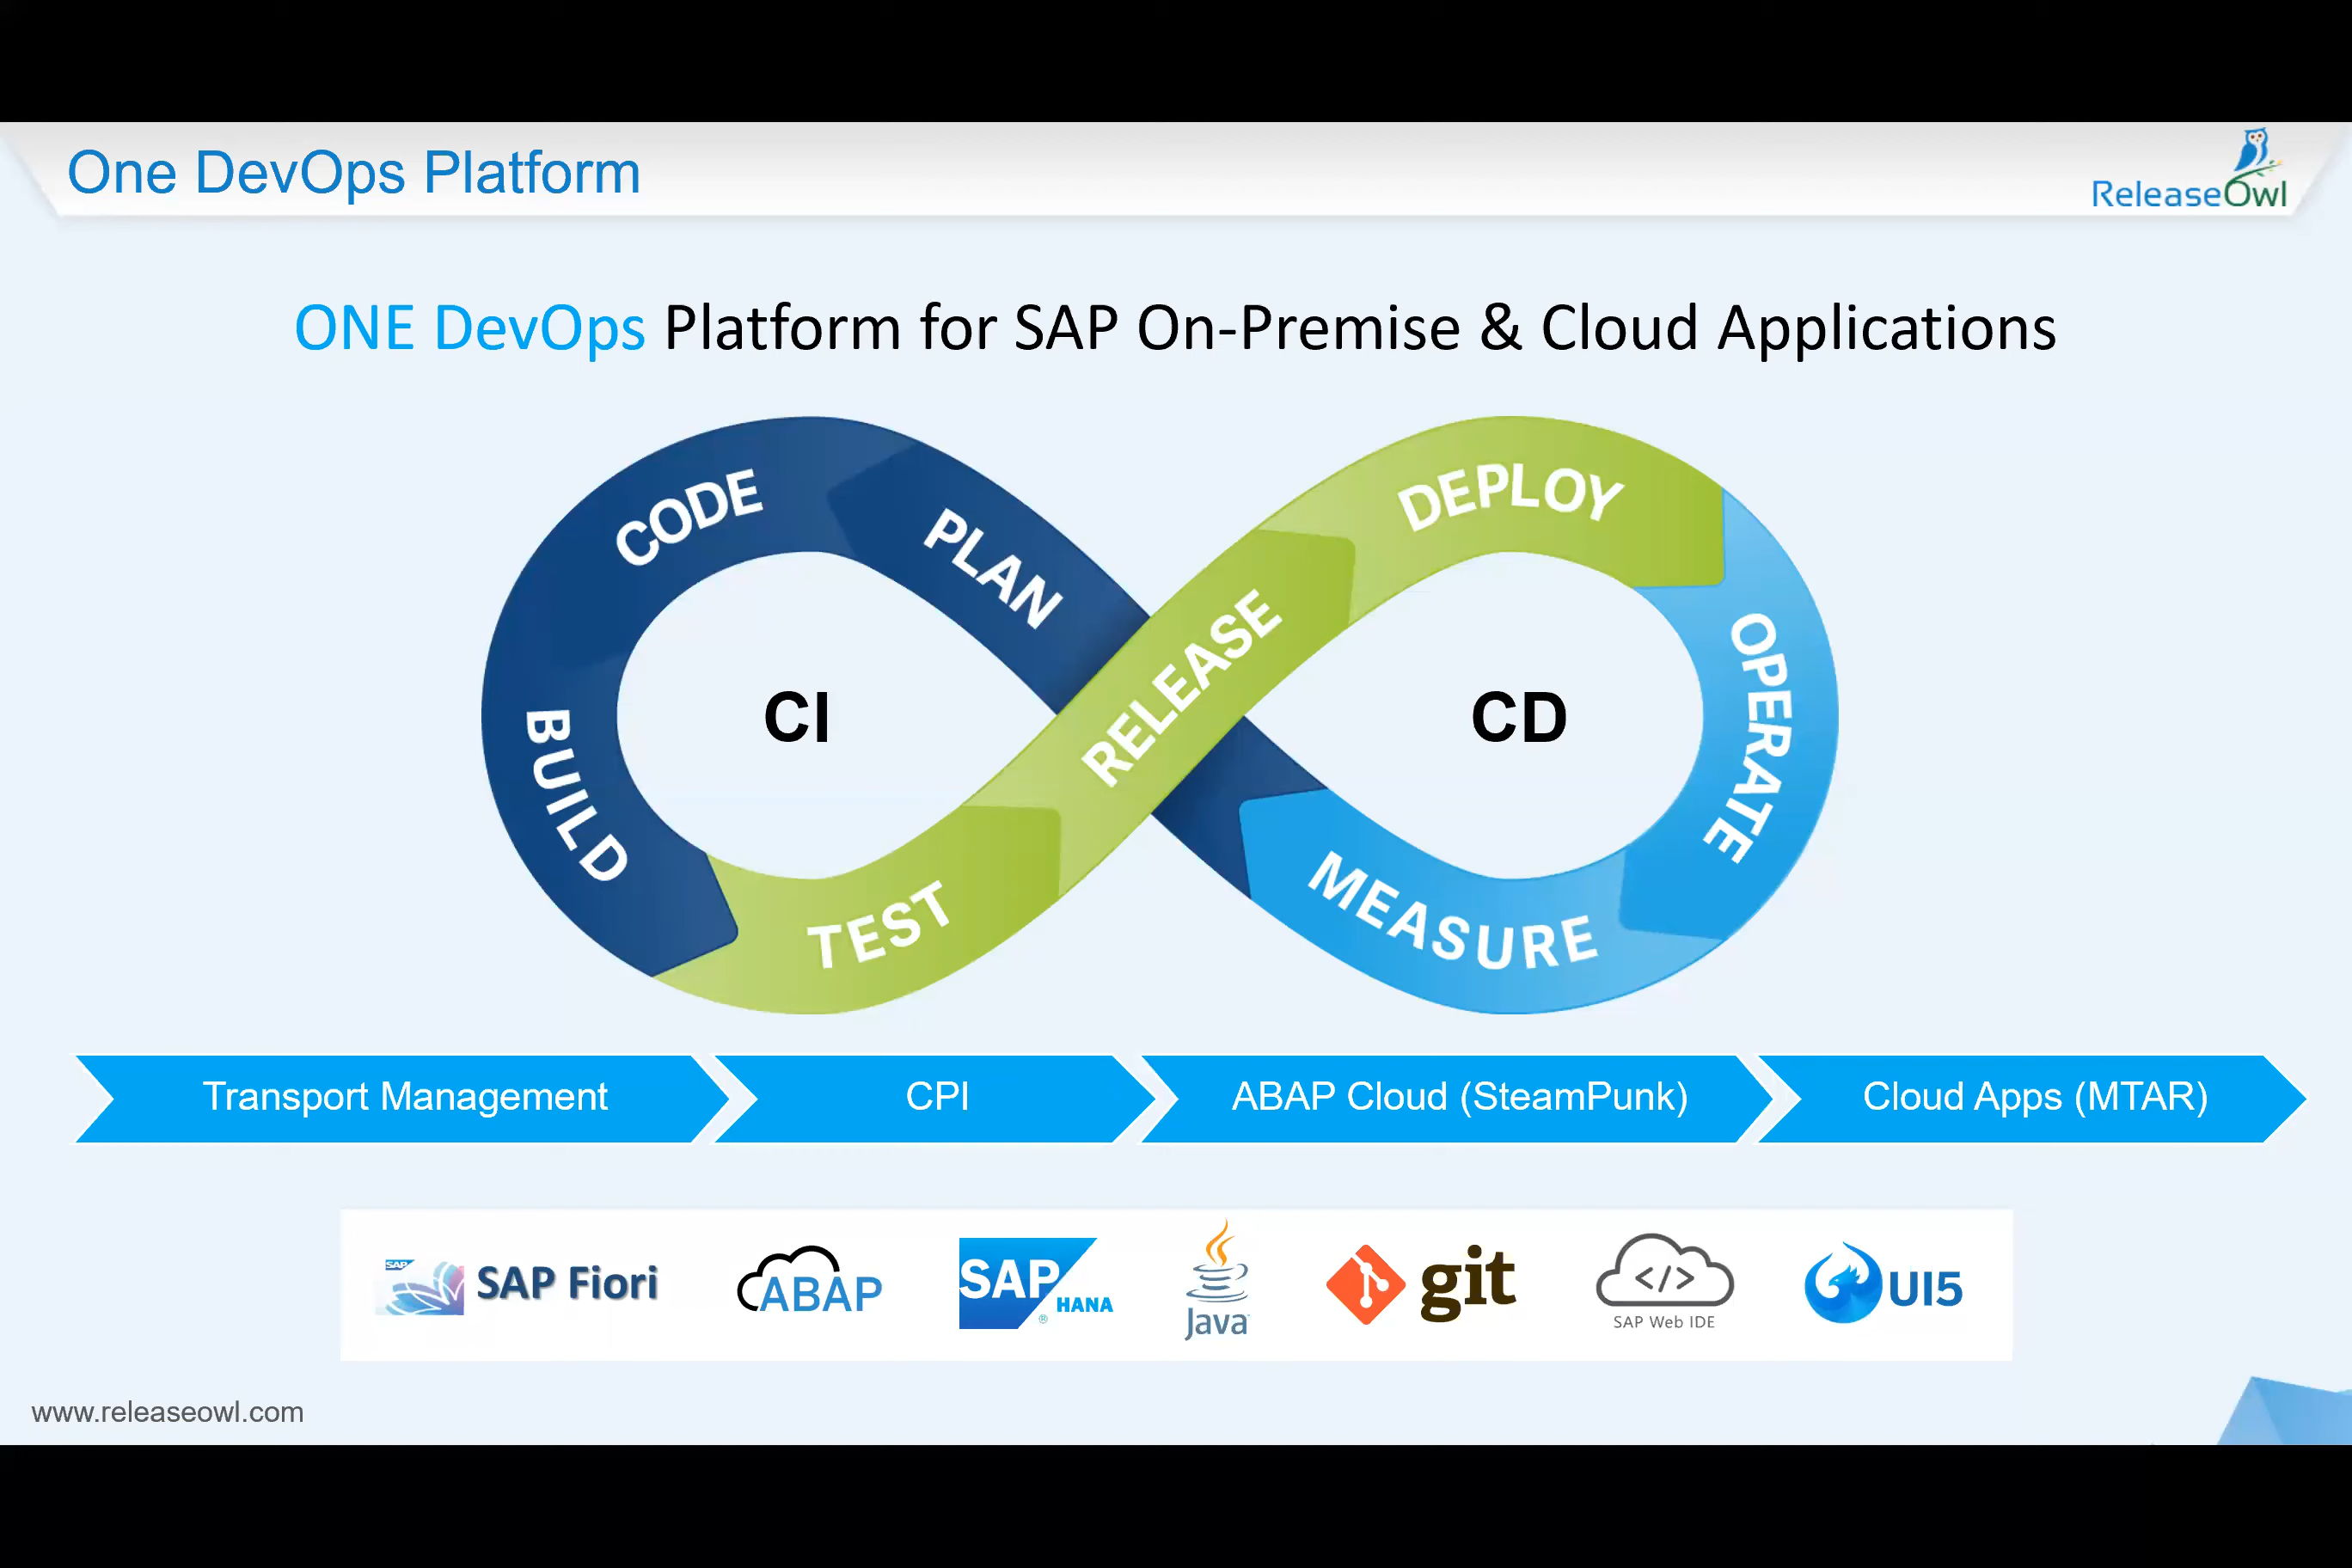 One DevOps Platform
ReleaseOwl
ONE DevOps Platform for SAP On-Premise & Cloud Applications
CODE
PLAN
DEPLOY
RELEASE
OPERATE
CI
CD
BUILD
TEST
MEASURE
Transport Management
CPI
ABAP Cloud (SteamPunk)
Cloud Apps (MTAR)
SAP
SAP Fiori
ABAP
SAP
HANA
®
Java
git
</>
SAP Web IDE
UI5
www.releaseowl.com